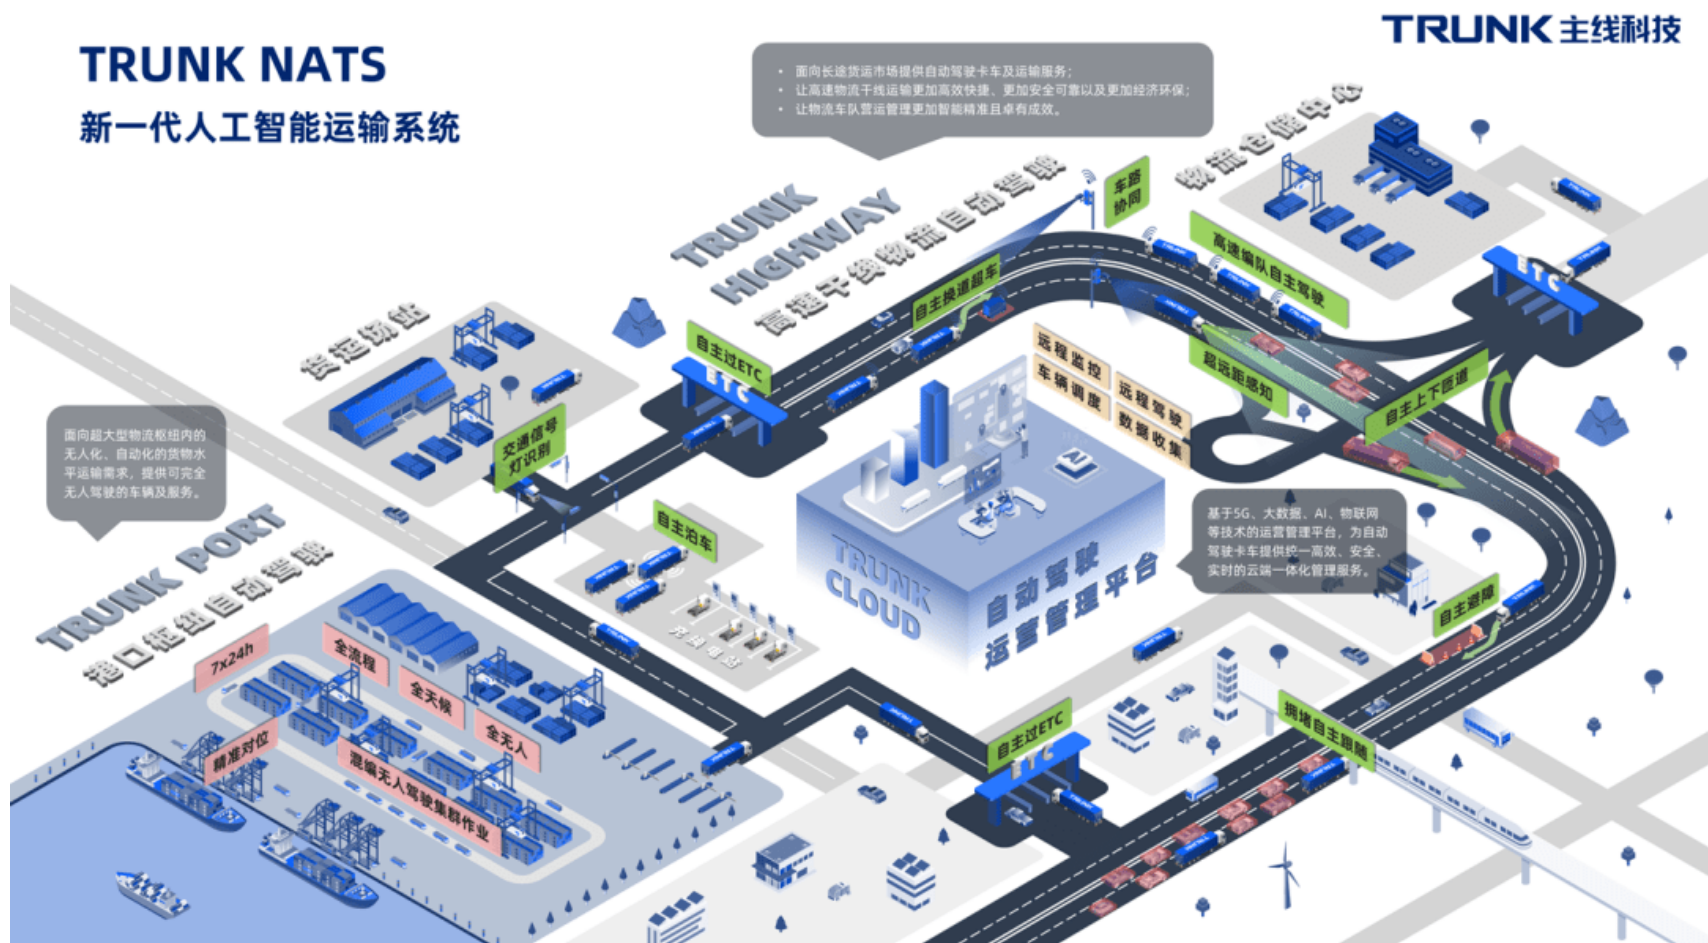 TRUNK 主线科技
TRUNK NATS
新一代人工智能运输系统
• 面向长途货运市场提供自动驾驶卡车及运输服务；
• 让高速物流干线运输更加高效快捷、更加安全可靠以及更加经济环保；
• 让物流车队营运管理更加智能精准且卓有成效。
TRUNK
HIGHWAY
高速干线物流自动驾驶
车路
协同
物流仓储中心
高速编队自主驾驶
ETC
自主换道超车
货运场站
自主过ETC
ETC
远程监控
车辆调度
远程驾驶
数据收集
超远距感知
自主上下匝道
面向超大型物流枢纽内的
无人化、自动化的货物水
平运输需求，提供可完全
无人驾驶的车辆及服务。
交通信号
灯识别
AI
TRUNK PORT
港口枢纽自动驾驶
自主泊车
充换电站
TRUNK
CLOUD
自动驾驶
运营管理平台
基于5G、大数据、AI、物联网
等技术的运营管理平台，为自动
驾驶卡车提供统一高效、安全、
实时的云端一体化管理服务。
自主避障
7x24h
全流程
全天候
全无人
精准对位
混编无人驾驶集群作业
自主过ETC
ETC
拥堵自主跟随